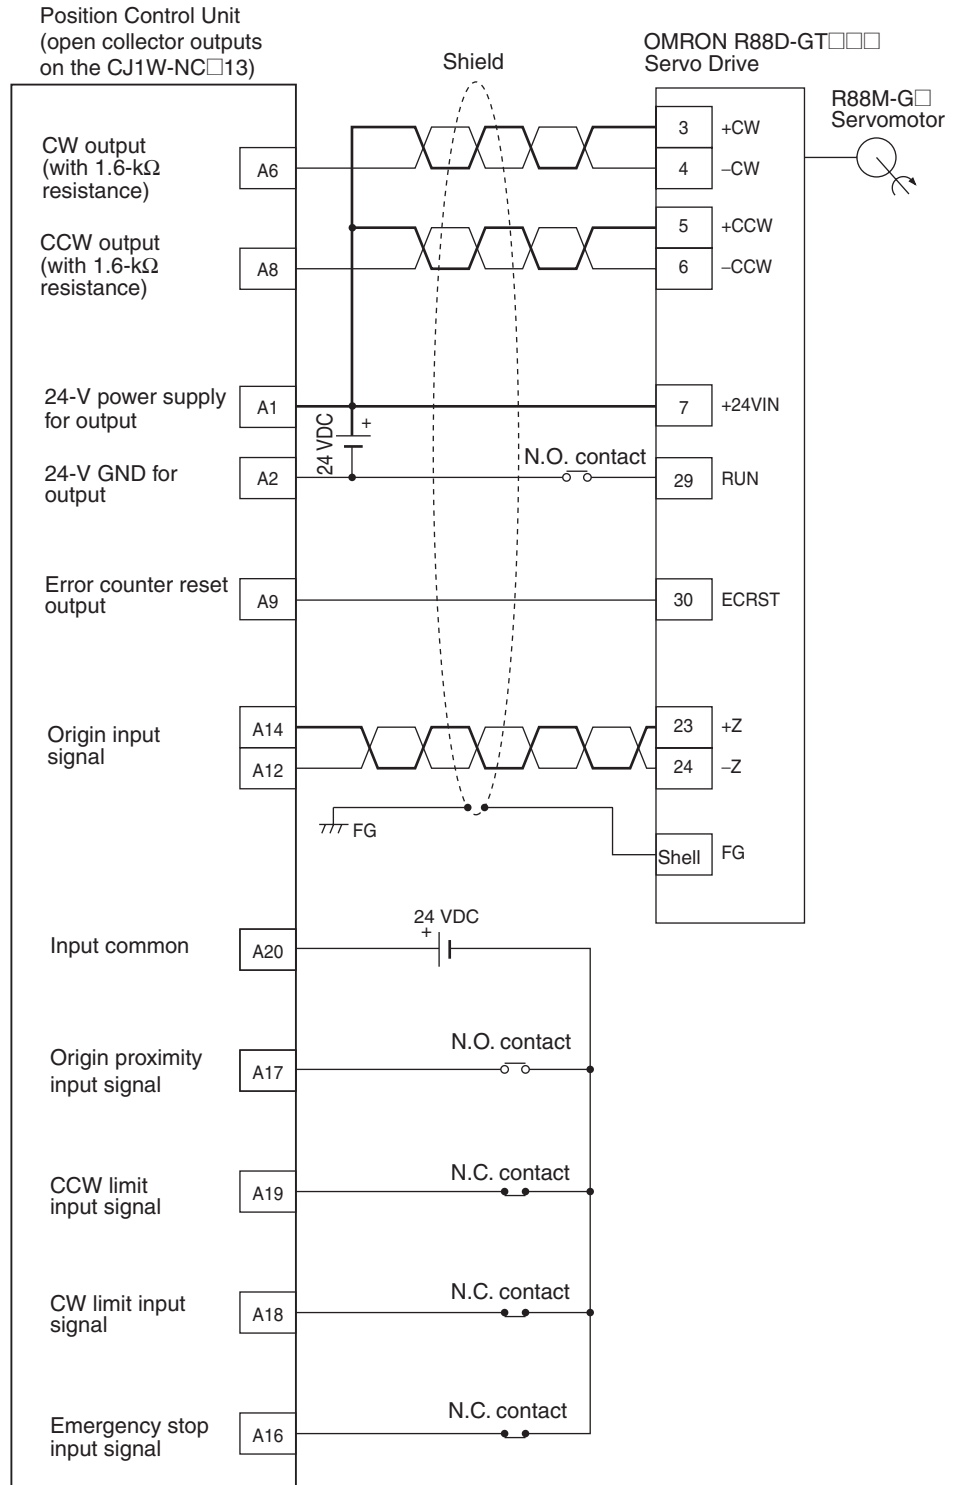 Position Control Unit
(open collector outputs
on the CJ1W-NC□13)
Shield
OMRON R88D-GT□□□
Servo Drive
R88M-G□
Servomotor
CW output
(with 1.6-kΩ
resistance)
A6
3
+CW
4
–CW
CCW output
(with 1.6-kΩ
resistance)
A8
5
+CCW
6
–CCW
24-V power supply
for output
A1
7
+24VIN
24 VDC
+
24-V GND for
output
A2
N.O. contact
29
RUN
Error counter reset
output
A9
30
ECRST
Origin input
signal
A14
A12
23
+Z
24
–Z
FG
Shell
FG
Input common
A20
24 VDC
+
Origin proximity
input signal
A17
N.O. contact
CCW limit
input signal
A19
N.C. contact
CW limit input
signal
A18
N.C. contact
Emergency stop
input signal
A16
N.C. contact